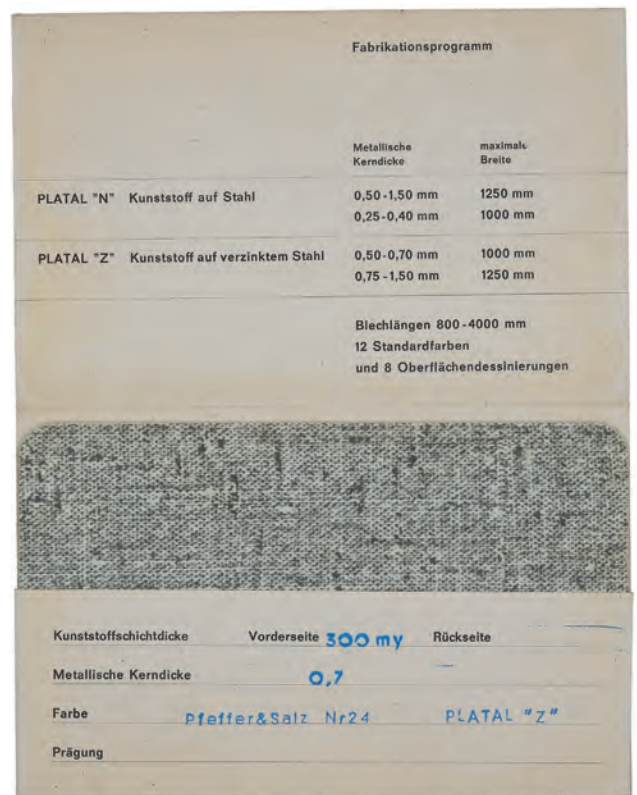 Fabrikationsprogramm
Metallische maximale
Kerndicke Breite
PLATAL "N" Kunststoff auf Stahl 0,50-1,50 mm 1250 mm
0,25-0,40 mm 1000 mm
PLATAL "Z" Kunststoff auf verzinktem Stahl 0,50-0,70 mm 1000 mm
0,75-1,50 mm 1250 mm
Blechlängen 800-4000 mm
12 Standardfarben
und 8 Oberflächendessinierungen
Kunststoffschichtdicke Vorderseite 300 my Rückseite
Metallische Kerndicke 0,7
Farbe Pfeffer&Salz Nr24 PLATAL "Z"
Prägung